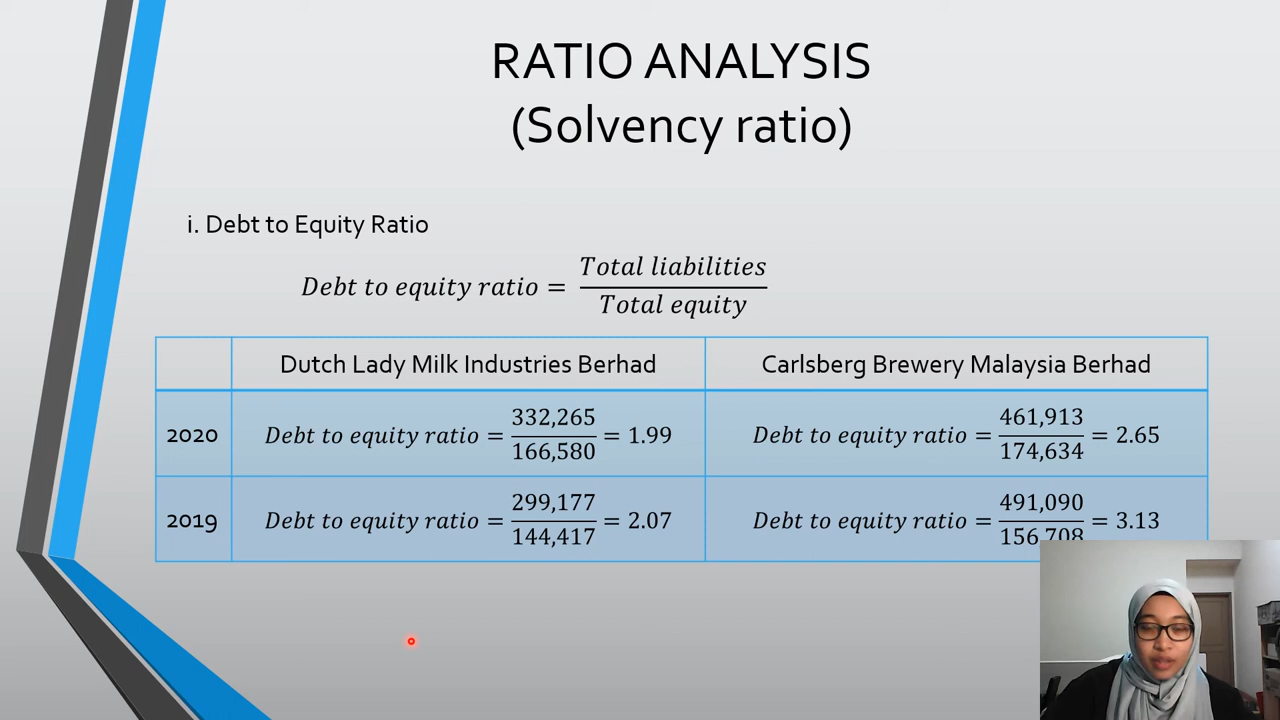 RATIO ANALYSIS
(Solvency ratio)
i. Debt to Equity Ratio
Debt to equity ratio = Total liabilities / Total equity
Dutch Lady Milk Industries Berhad Carlsberg Brewery Malaysia Berhad
2020 Debt to equity ratio = 332,265 / 166,580 = 1.99 Debt to equity ratio = 461,913 / 174,634 = 2.65
2019 Debt to equity ratio = 299,177 / 144,417 = 2.07 Debt to equity ratio = 491,090 / 156,708 = 3.13